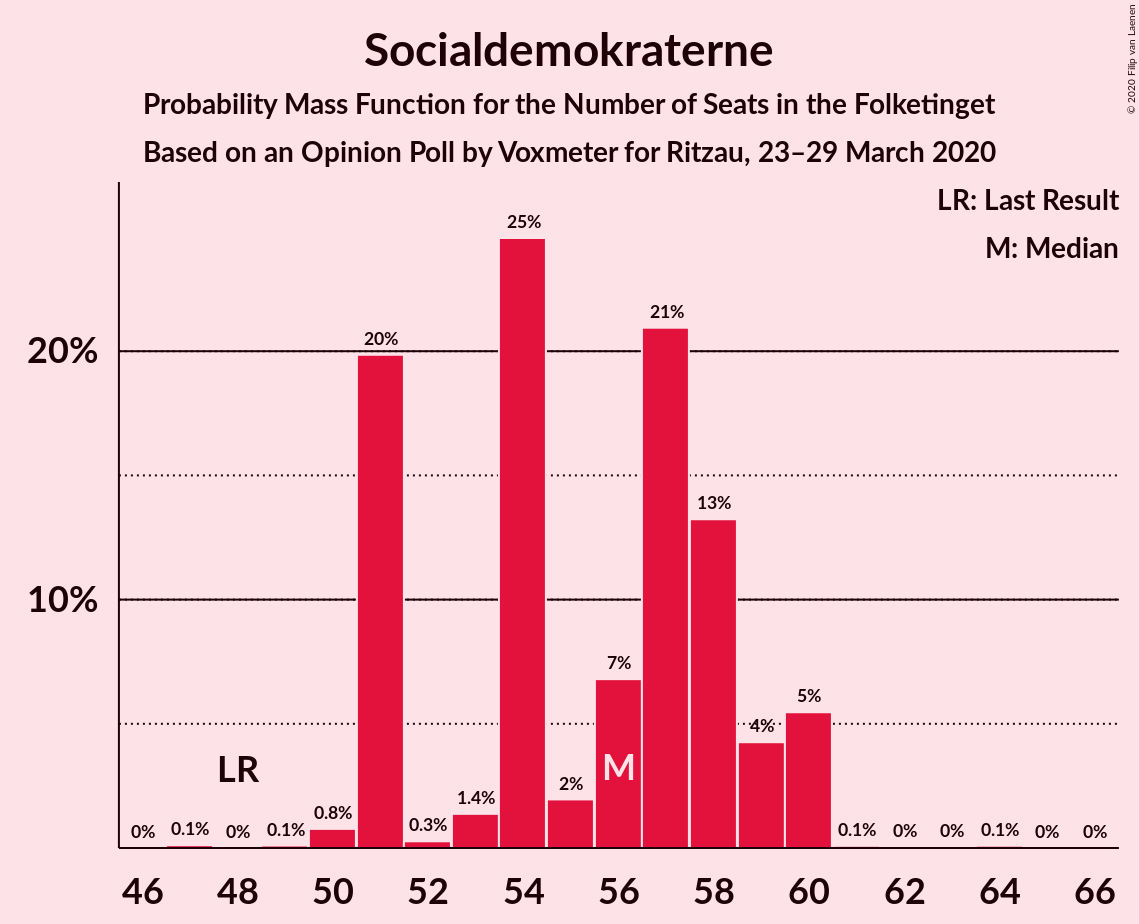 Socialdemokraterne
Probability Mass Function for the Number of Seats in the Folketinget
Based on an Opinion Poll by Voxmeter for Ritzau, 23–29 March 2020
© 2020 Filip van Laenen
LR: Last Result
M: Median
20%
10%
0%
0.1%
0%
0.1%
0.8%
20%
0.3%
1.4%
25%
2%
7%
21%
13%
4%
5%
0.1%
0%
0%
0.1%
0%
0%
LR
M
46 48 50 52 54 56 58 60 62 64 66